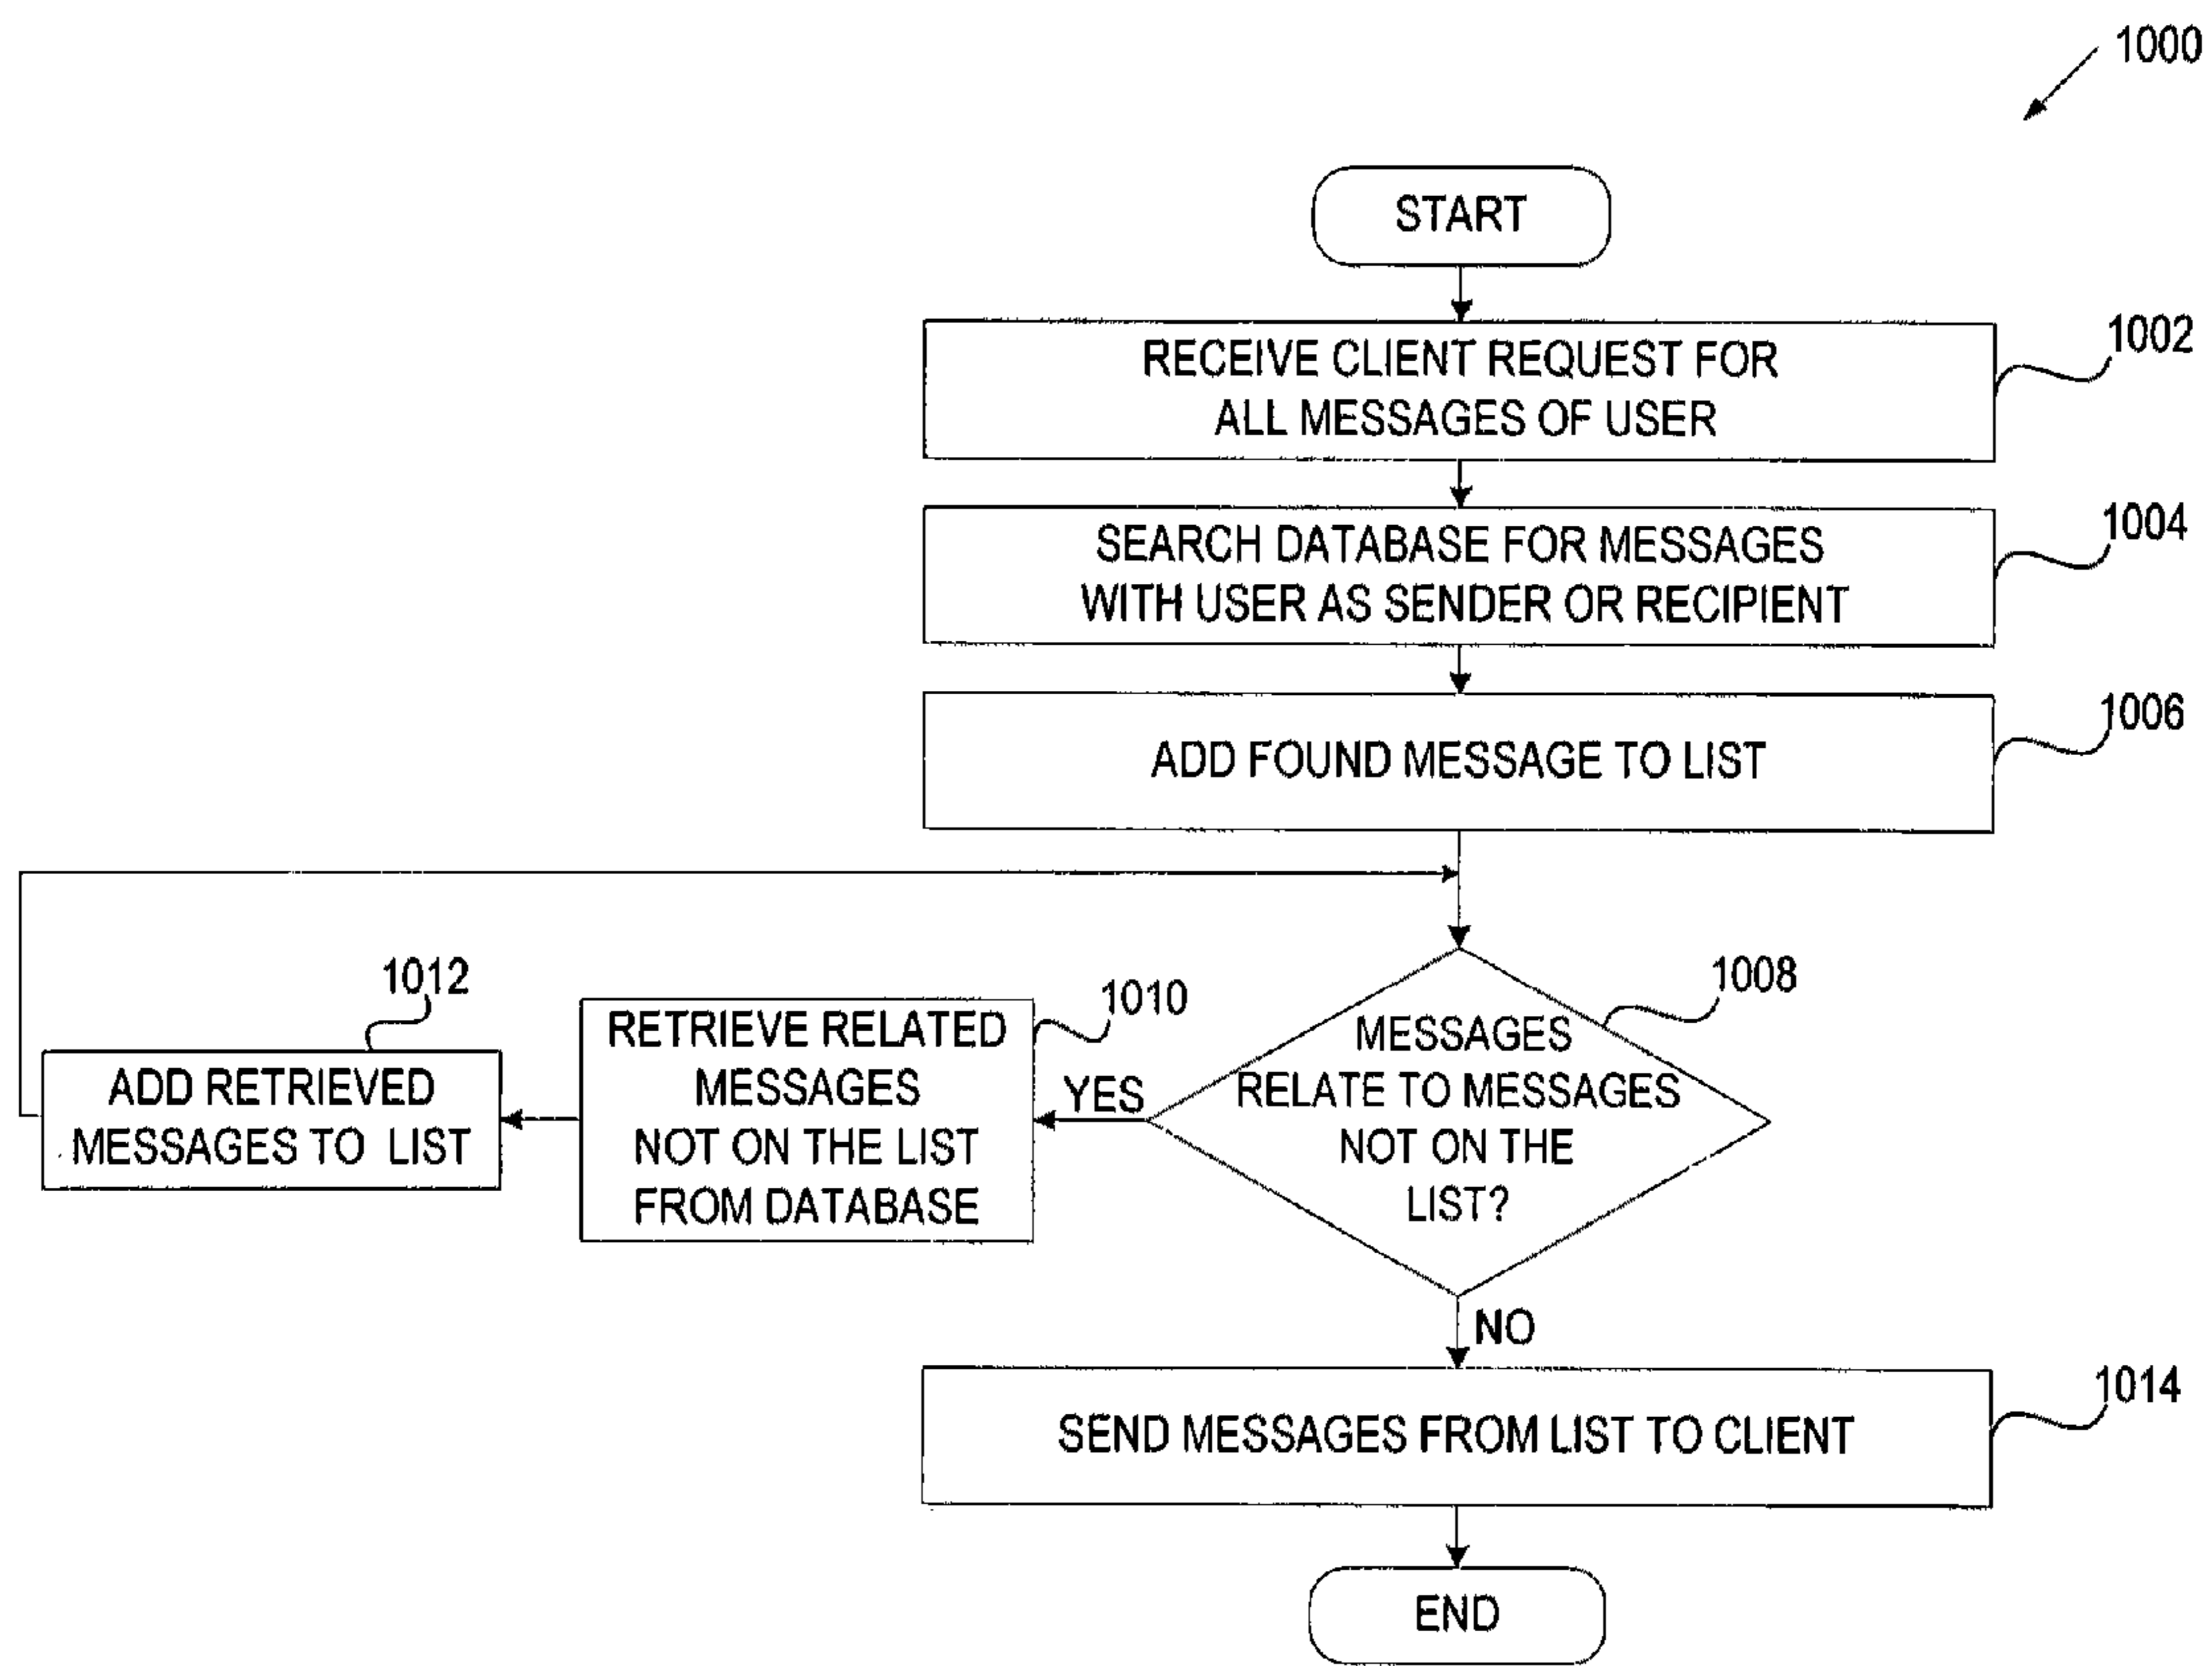 1000
START
RECEIVE CLIENT REQUEST FOR
ALL MESSAGES OF USER
1002
SEARCH DATABASE FOR MESSAGES
WITH USER AS SENDER OR RECIPIENT
1004
ADD FOUND MESSAGE TO LIST
1006
MESSAGES
RELATE TO MESSAGES
NOT ON THE
LIST?
1008
YES
RETRIEVE RELATED
MESSAGES
NOT ON THE LIST
FROM DATABASE
1010
ADD RETRIEVED
MESSAGES TO LIST
1012
NO
SEND MESSAGES FROM LIST TO CLIENT
1014
END